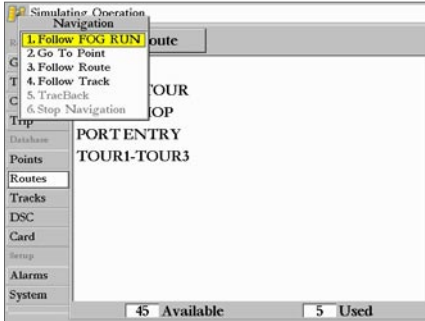 Simulating Operation
Navigation
1. Follow FOG RUN
2. Go To Point
3. Follow Route
4. Follow Track
5. TracBack
6. Stop Navigation
oute
G
T
C
Trip
Database
Points
Routes
Tracks
DSC
Card
Setup
Alarms
System
TOUR
OP
PORT ENTRY
TOUR1-TOUR3
45 Available
5 Used